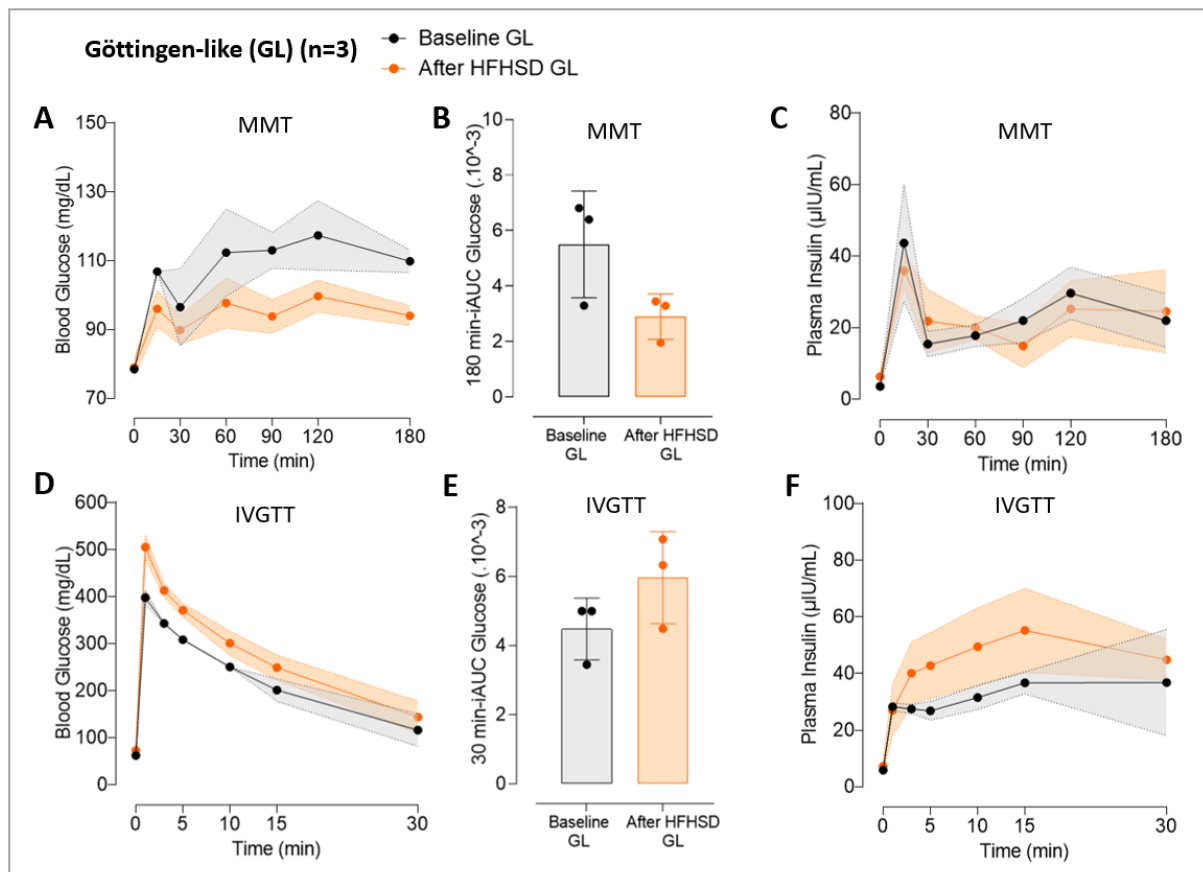 Göttingen-like (GL) (n=3)
Baseline GL
After HFHSD GL
A
MMT
Blood Glucose (mg/dL)
150
130
110
90
70
0 30 60 90 120 180
Time (min)
B
MMT
180 min-iAUC Glucose (.10^-3)
10
8
6
4
2
0
Baseline GL
After HFHSD GL
C
MMT
Plasma Insulin (µIU/mL)
80
60
40
20
0
0 30 60 90 120 180
Time (min)
D
IVGTT
Blood Glucose (mg/dL)
600
500
400
300
200
100
0
0 5 10 15 30
Time (min)
E
IVGTT
30 min-iAUC Glucose (.10^-3)
8
6
4
2
0
Baseline GL
After HFHSD GL
F
IVGTT
Plasma Insulin (µIU/mL)
100
80
60
40
20
0
0 5 10 15 30
Time (min)